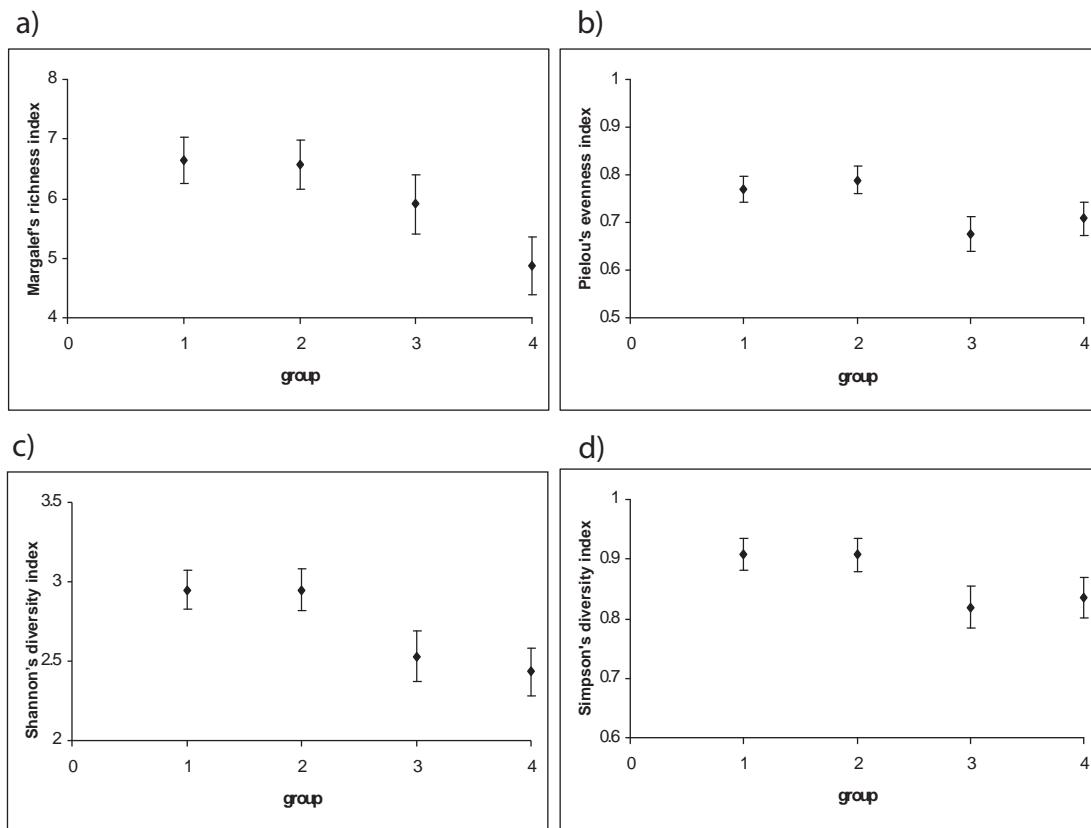 a)
Margalef's richness index
8
7
6
5
4
0 1 2 3 4
group
b)
Pielou's evenness index
1
0.9
0.8
0.7
0.6
0.5
0 1 2 3 4
group
c)
Shannon's diversity index
3.5
3
2.5
2
0 1 2 3 4
group
d)
Simpson's diversity index
1
0.9
0.8
0.7
0.6
0 1 2 3 4
group